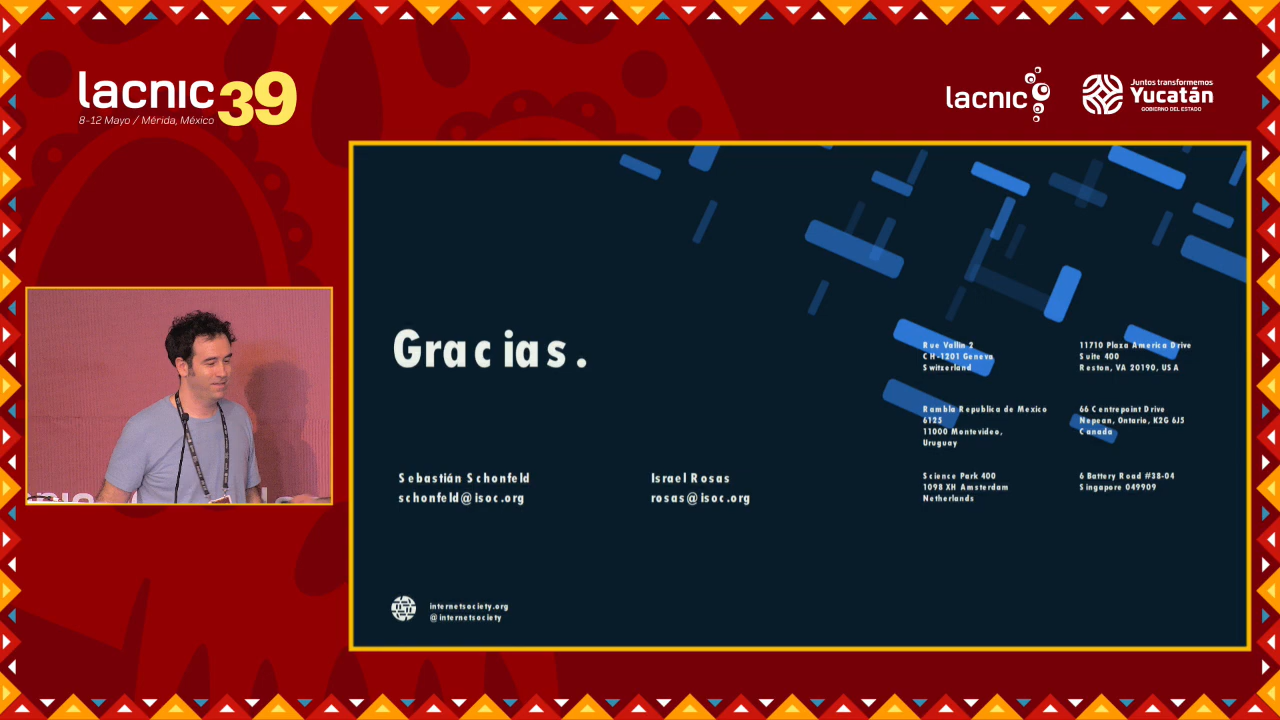 lacnic39
8-12 Mayo / Mérida, México
lacnic
Juntos transformemos
Yucatán
GOBIERNO DEL ESTADO
Gracias.
Sebastián Schonfeld
schonfeld@isoc.org
Israel Rosas
rosas@isoc.org
Rue Vallin 2
CH-1201 Geneva
Switzerland
11710 Plaza America Drive
Suite 400
Reston, VA 20190, USA
Rambla Republica de Mexico
6125
11000 Montevideo,
Uruguay
66 Centrepoint Drive
Nepean, Ontario, K2G 6J5
Canada
Science Park 400
1098 XH Amsterdam
Netherlands
6 Battery Road #38-04
Singapore 049909
internetsociety.org
@internetsociety